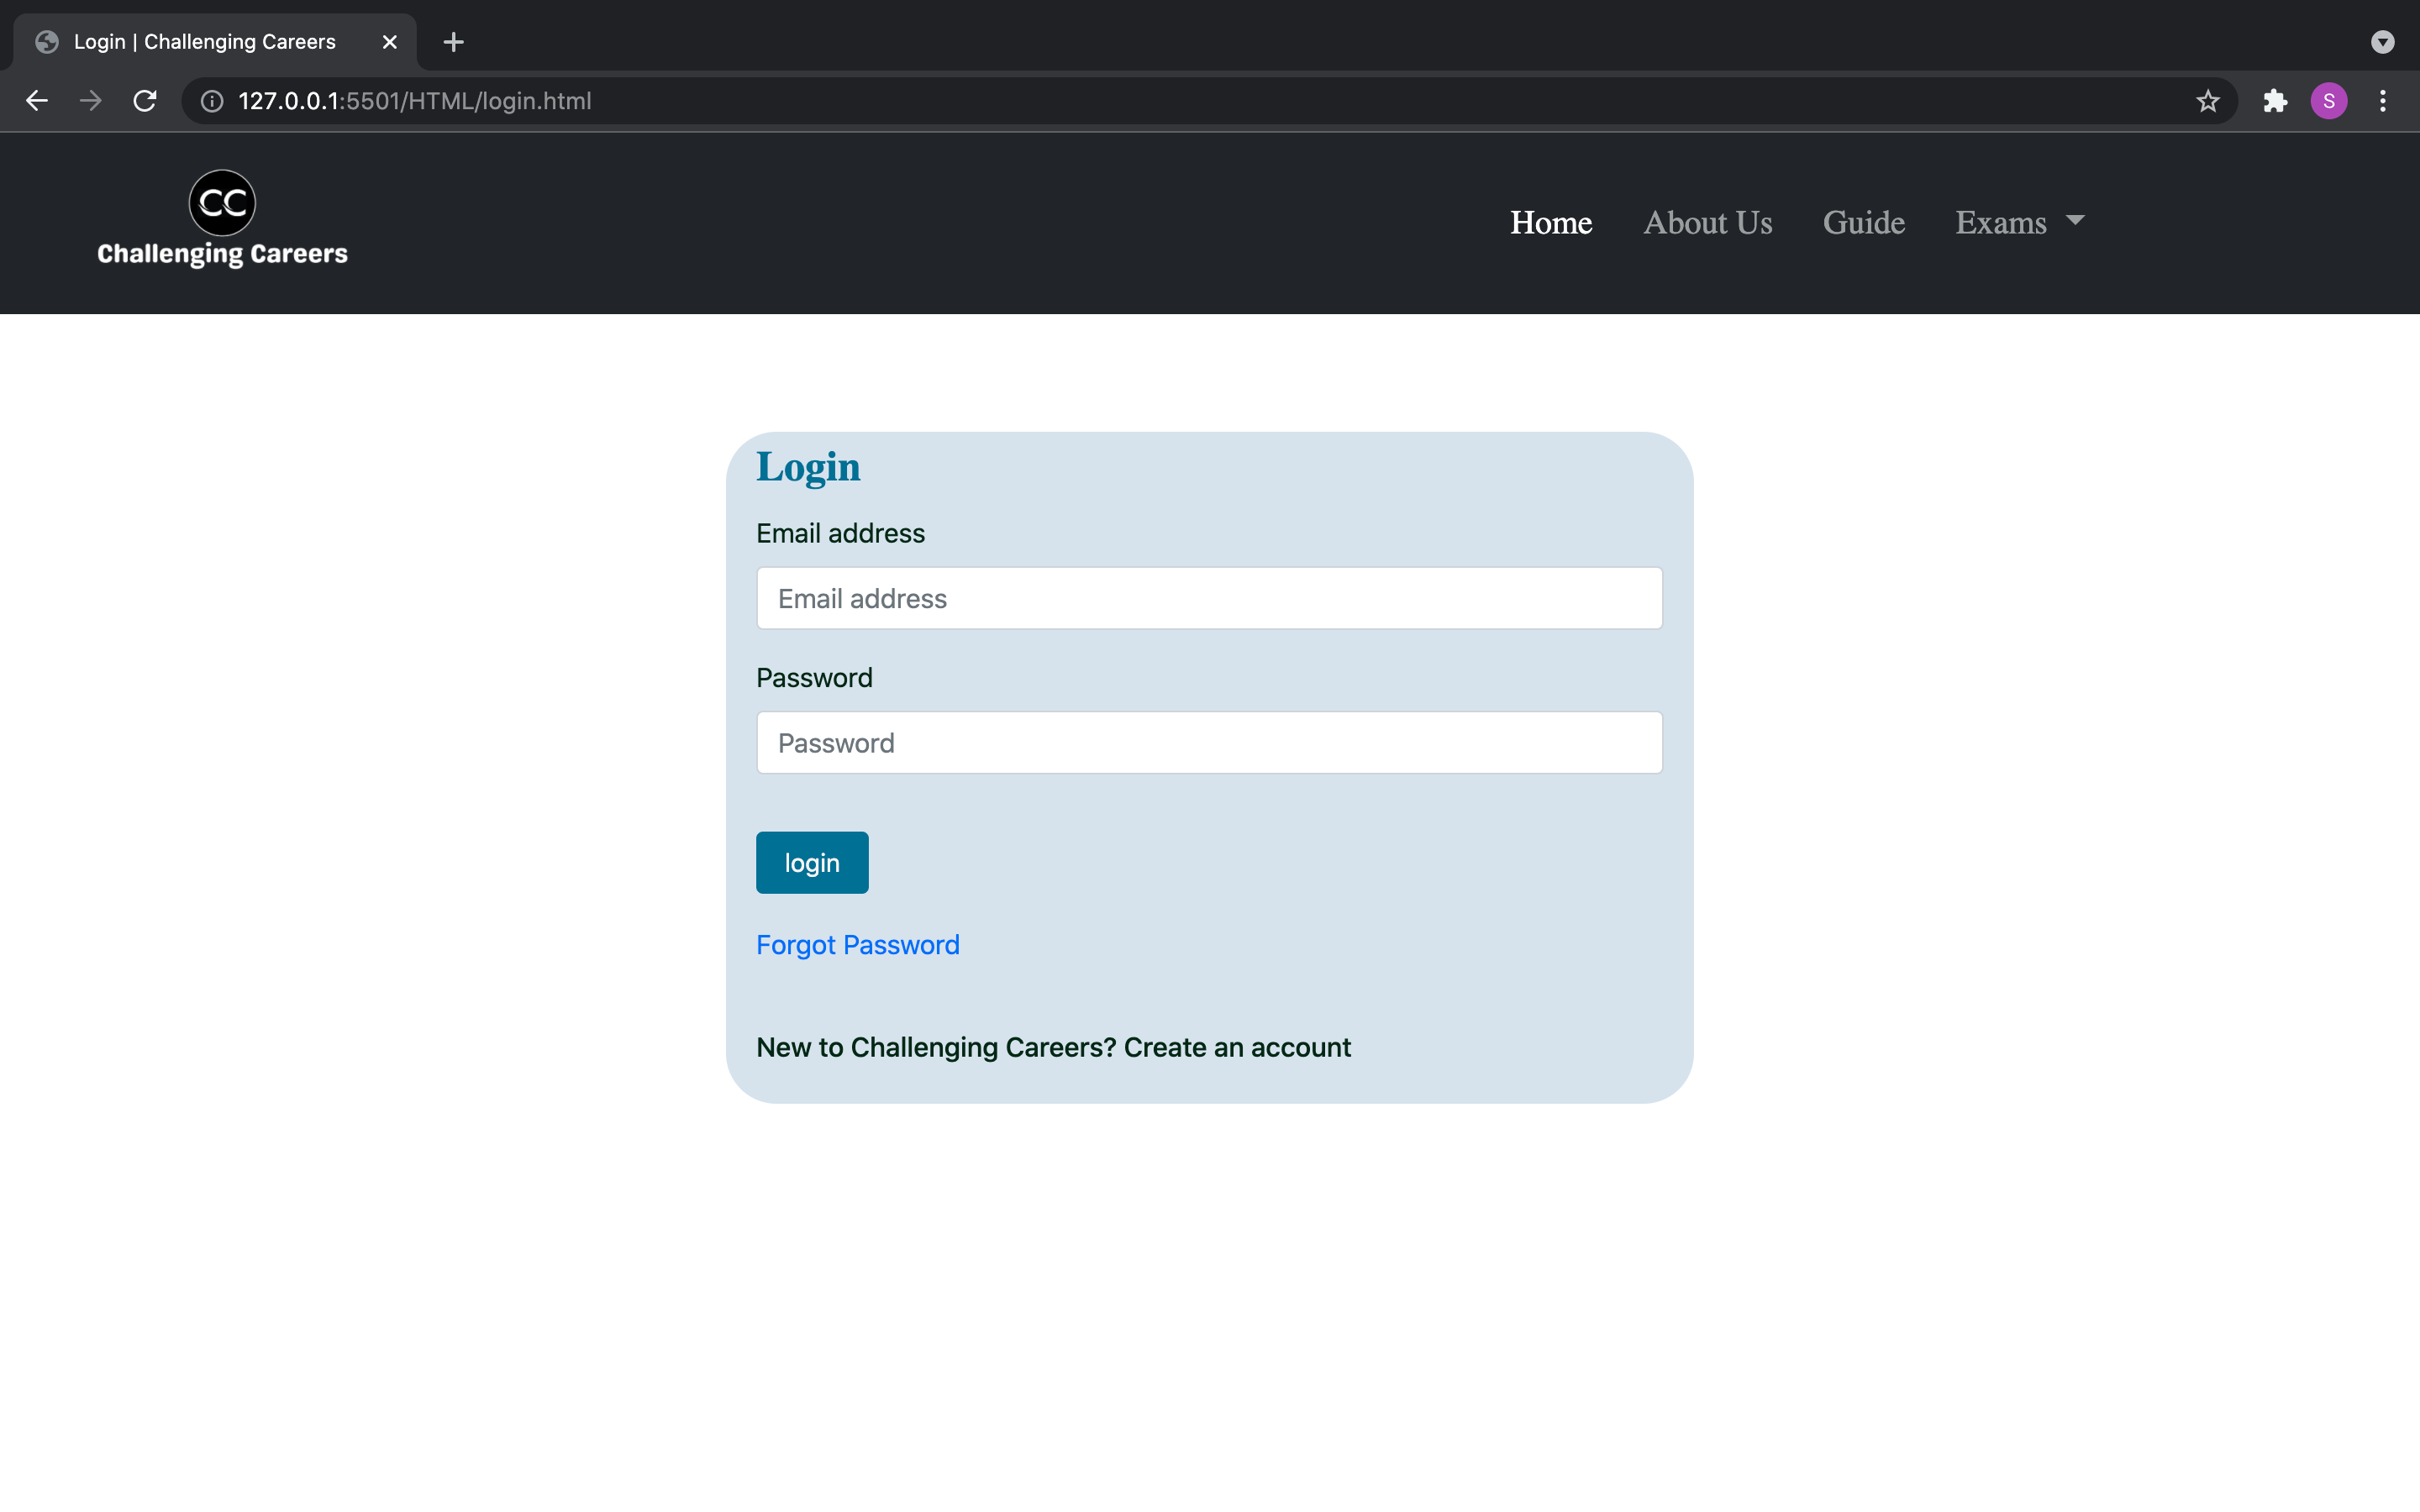 Login | Challenging Careers
127.0.0.1:5501/HTML/login.html
S
CC
Challenging Careers
Home About Us Guide Exams
Login
Email address
Email address
Password
Password
login
Forgot Password
New to Challenging Careers? Create an account